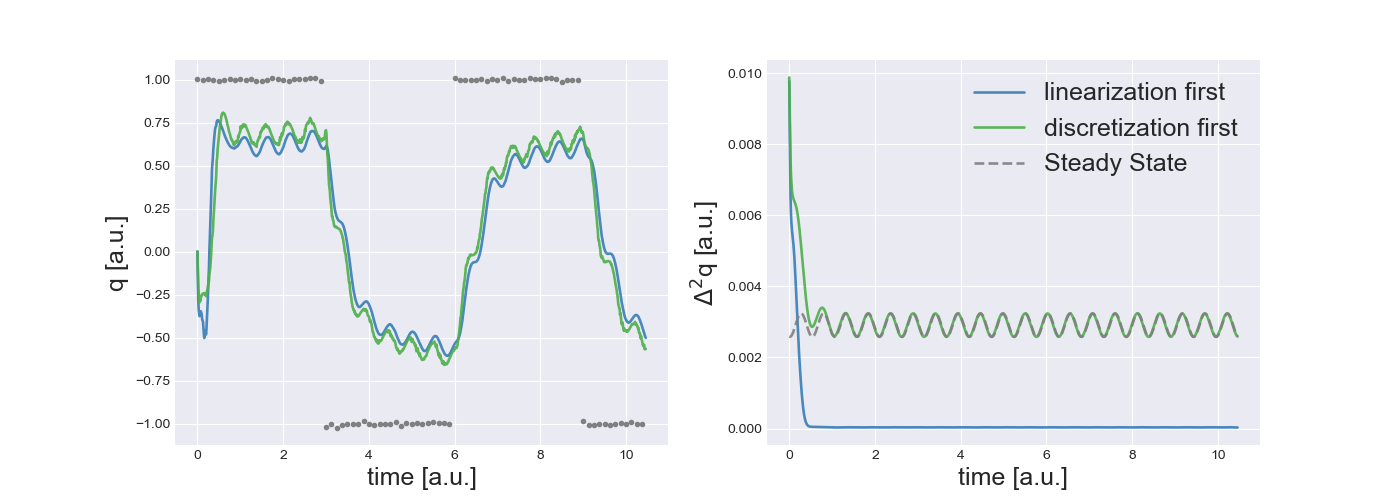 1.00
0.75
0.50
0.25
0.00
−0.25
−0.50
−0.75
−1.00
q [a.u.]
0 2 4 6 8 10
time [a.u.]
0.010
0.008
0.006
0.004
0.002
0.000
Δ²q [a.u.]
linearization first
discretization first
Steady State
0 2 4 6 8 10
time [a.u.]